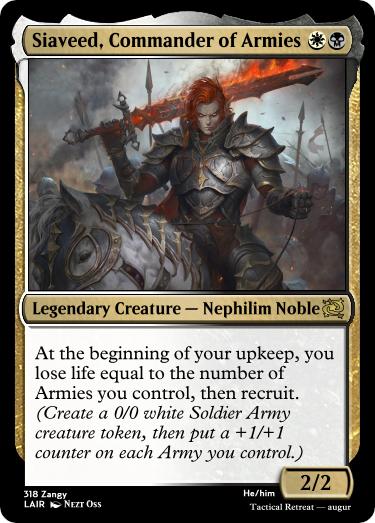 Siaveed, Commander of Armies
Legendary Creature — Nephilim Noble
At the beginning of your upkeep, you
lose life equal to the number of
Armies you control, then recruit.
(Create a 0/0 white Soldier Army
creature token, then put a +1/+1
counter on each Army you control.)
2/2
318 Zangy
He/him
LAIR Nezt Oss
Tactical Retreat — augur